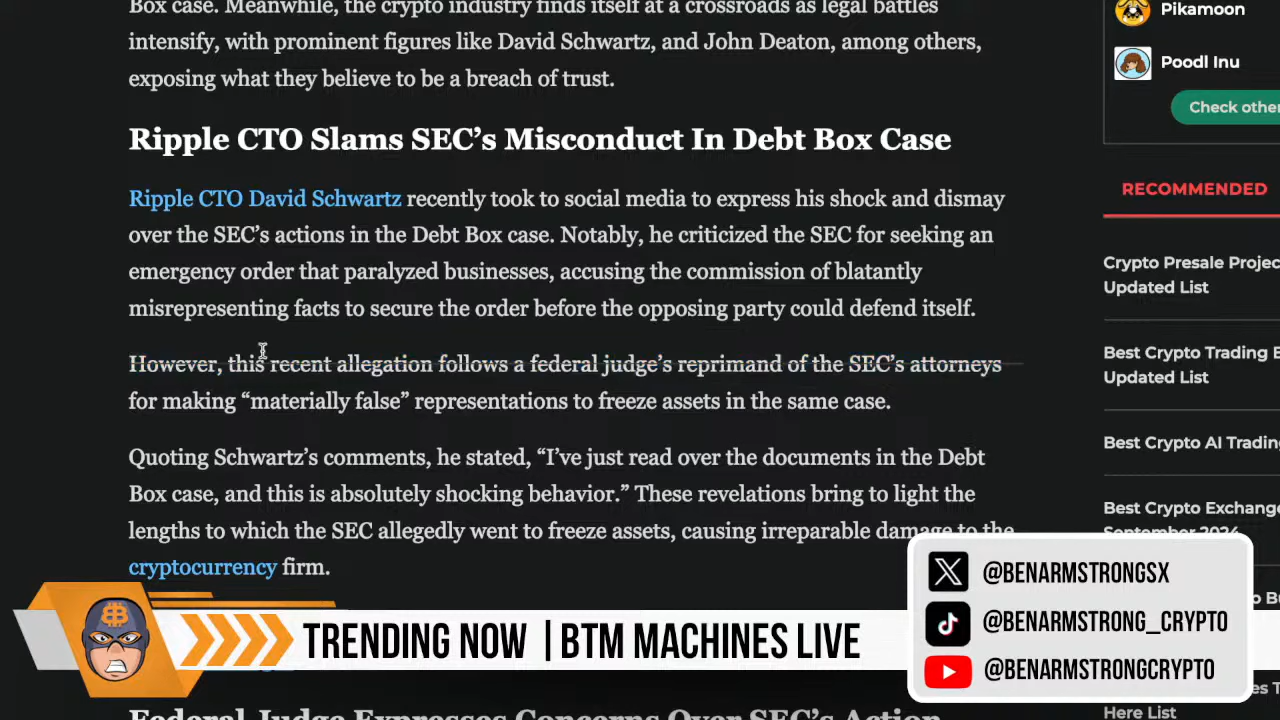 Box case. Meanwhile, the crypto industry finds itself at a crossroads as legal battles
intensify, with prominent figures like David Schwartz, and John Deaton, among others,
exposing what they believe to be a breach of trust.
Ripple CTO Slams SEC’s Misconduct In Debt Box Case
Ripple CTO David Schwartz recently took to social media to express his shock and dismay
over the SEC’s actions in the Debt Box case. Notably, he criticized the SEC for seeking an
emergency order that paralyzed businesses, accusing the commission of blatantly
misrepresenting facts to secure the order before the opposing party could defend itself.
However, this recent allegation follows a federal judge’s reprimand of the SEC’s attorneys
for making “materially false” representations to freeze assets in the same case.
Quoting Schwartz’s comments, he stated, “I’ve just read over the documents in the Debt
Box case, and this is absolutely shocking behavior.” These revelations bring to light the
lengths to which the SEC allegedly went to freeze assets, causing irreparable damage to the
cryptocurrency firm.
Federal Judge Expresses Concerns Over SEC’s Action
Pikamoon
Poodl Inu
Check other
RECOMMENDED
Crypto Presale Projec
Updated List
Best Crypto Trading B
Updated List
Best Crypto AI Tradin
Best Crypto Exchange
September 2024
Here List
TRENDING NOW | BTM MACHINES LIVE
@BENARMSTRONGSX
@BENARMSTRONG_CRYPTO
@BENARMSTRONGCRYPTO